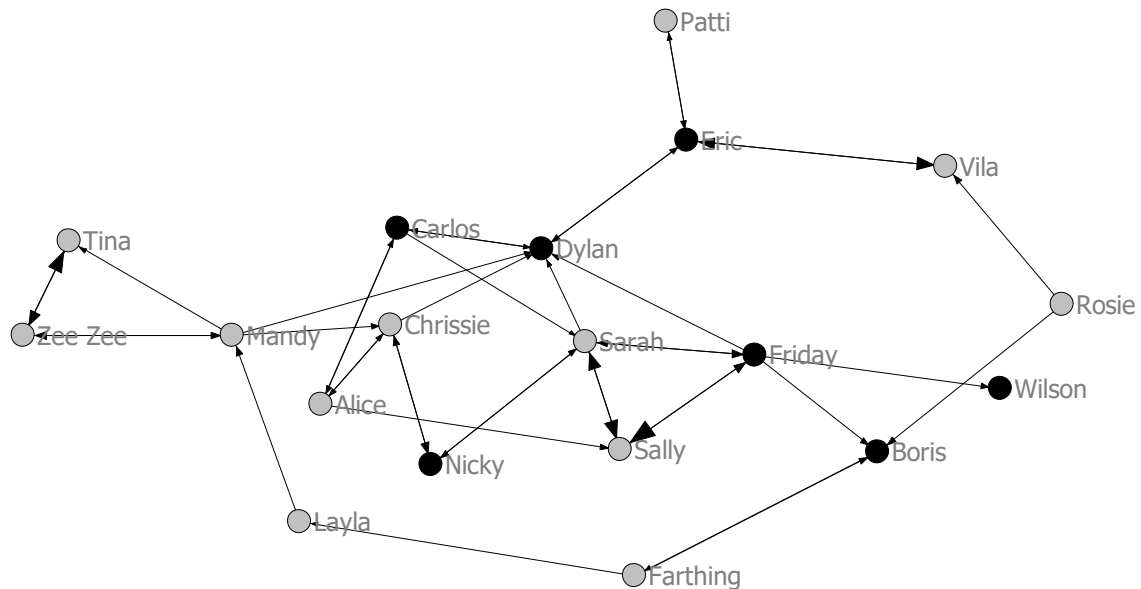 Patti
Eric
Vila
Carlos
Tina
Dylan
Rosie
Chrissie
Zee Zee
Mandy
Sarah
Friday
Wilson
Alice
Sally
Boris
Nicky
Layla
Farthing